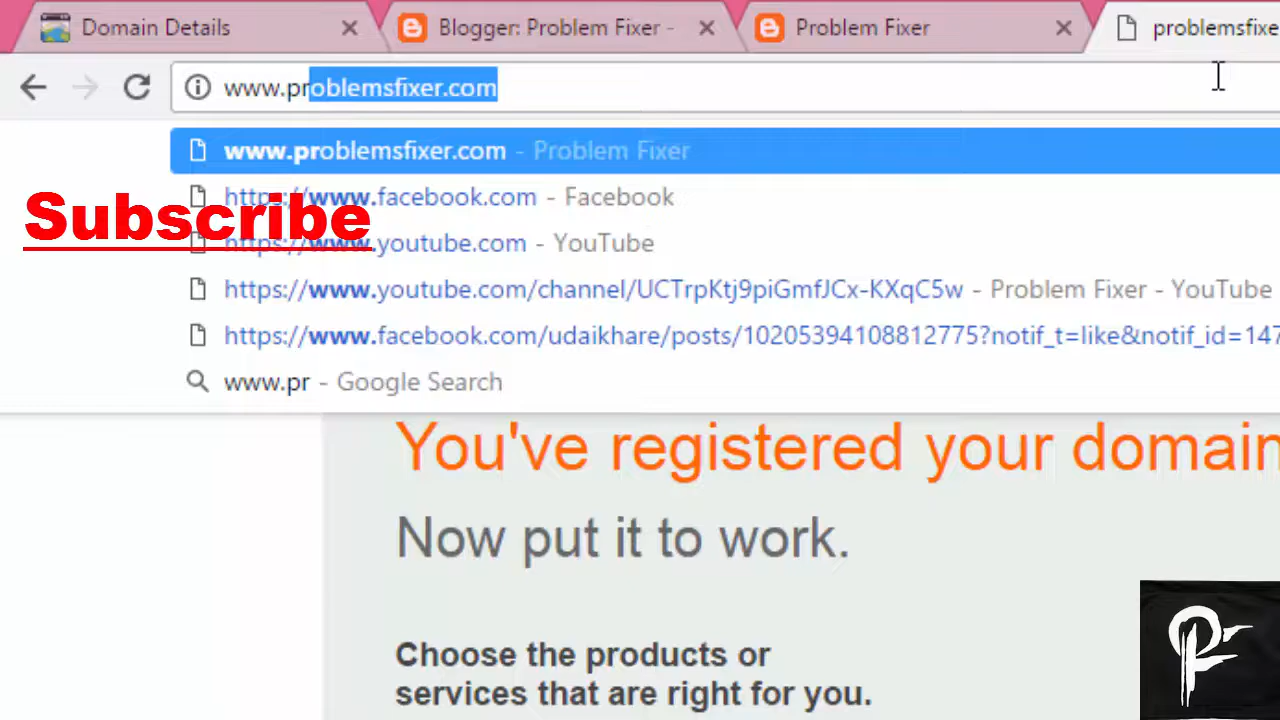 Domain Details
Blogger: Problem Fixer -
Problem Fixer
problemsfixe
www.problemsfixer.com
www.problemsfixer.com - Problem Fixer
https://www.facebook.com - Facebook
Subscribe
https://www.youtube.com - YouTube
https://www.youtube.com/channel/UCTrpKtj9piGmfJCx-KXqC5w - Problem Fixer - YouTube
https://www.facebook.com/udaikhare/posts/10205394108812775?notif_t=like&notif_id=147
www.pr - Google Search
You've registered your domain
Now put it to work.
Choose the products or
services that are right for you.